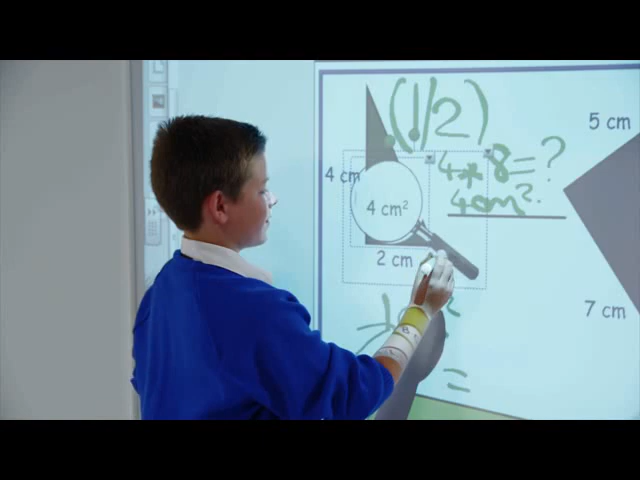 (1/2)
4 * 8 = ?
4cm².
4 cm
4 cm²
2 cm
5 cm
7 cm
=